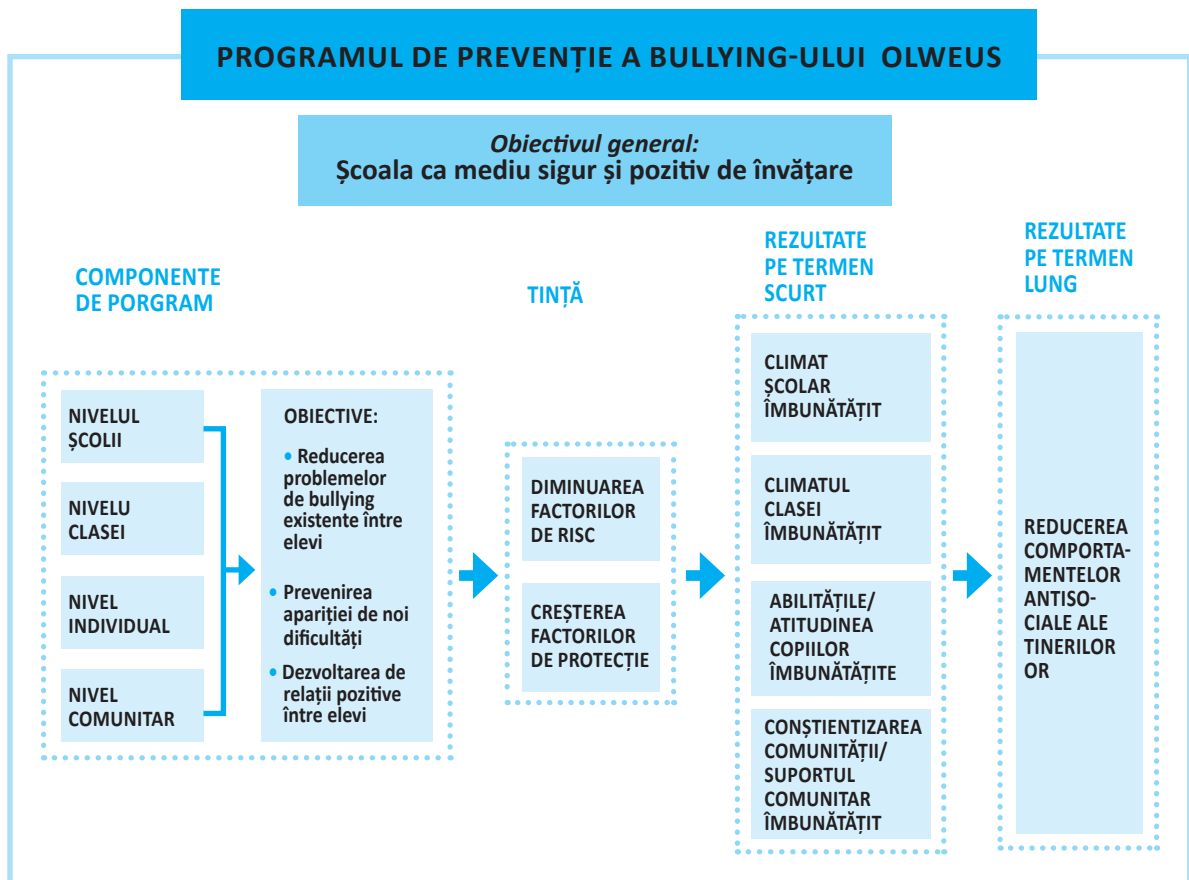 PROGRAMUL DE PREVENȚIE A BULLYING-ULUI OLWEUS
Obiectivul general:
Școala ca mediu sigur și pozitiv de învățare
COMPONENTE
DE PORGRAM
NIVELUL
ȘCOLII
NIVELU
CLASEI
NIVEL
INDIVIDUAL
NIVEL
COMUNITAR
OBIECTIVE:
• Reducerea
problemelor
de bullying
existente între
elevi
• Prevenirea
apariției de noi
dificultăți
• Dezvoltarea de
relații pozitive
între elevi
TINȚĂ
DIMINUAREA
FACTORILOR
DE RISC
CREȘTEREA
FACTORILOR
DE PROTECȚIE
REZULTATE
PE TERMEN
SCURT
CLIMAT
ȘCOLAR
ÎMBUNĂTĂȚIT
CLIMATUL
CLASEI
ÎMBUNĂTĂȚIT
ABILITĂȚILE/
ATITUDINEA
COPIILOR
ÎMBUNĂTĂȚITE
CONȘTIENTIZAREA
COMUNITĂȚII/
SUPORTUL
COMUNITAR
ÎMBUNĂTĂȚIT
REZULTATE
PE TERMEN
LUNG
REDUCEREA
COMPORTA-
MENTELOR
ANTISO-
CIALE ALE
TINERILOR
OR